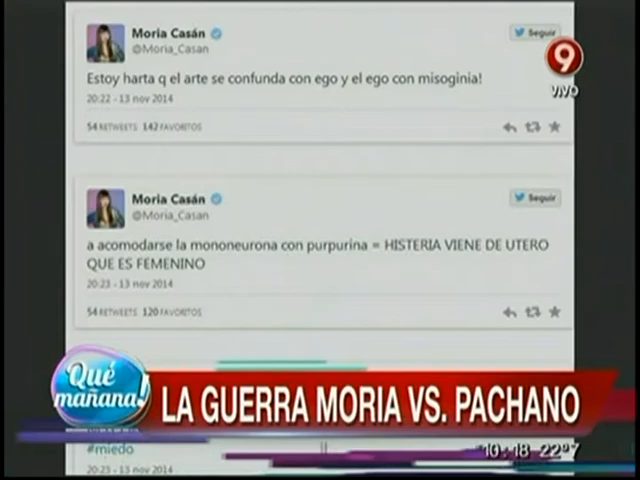 Moria Casán
@Moria_Casan
Seguir
9
VIVO
Estoy harta q el arte se confunda con ego y el ego con misoginia!
20:22 - 13 nov 2014
54 RETWEETS 142 FAVORITOS
Moria Casán
@Moria_Casan
Seguir
a acomodarse la mononeurona con purpurina = HISTERIA VIENE DE UTERO
QUE ES FEMENINO
20:23 - 13 nov 2014
54 RETWEETS 120 FAVORITOS
Qué
mañana!
LA GUERRA MORIA VS. PACHANO
#miedo
10:18 22°7
20:23 - 13 nov 2014